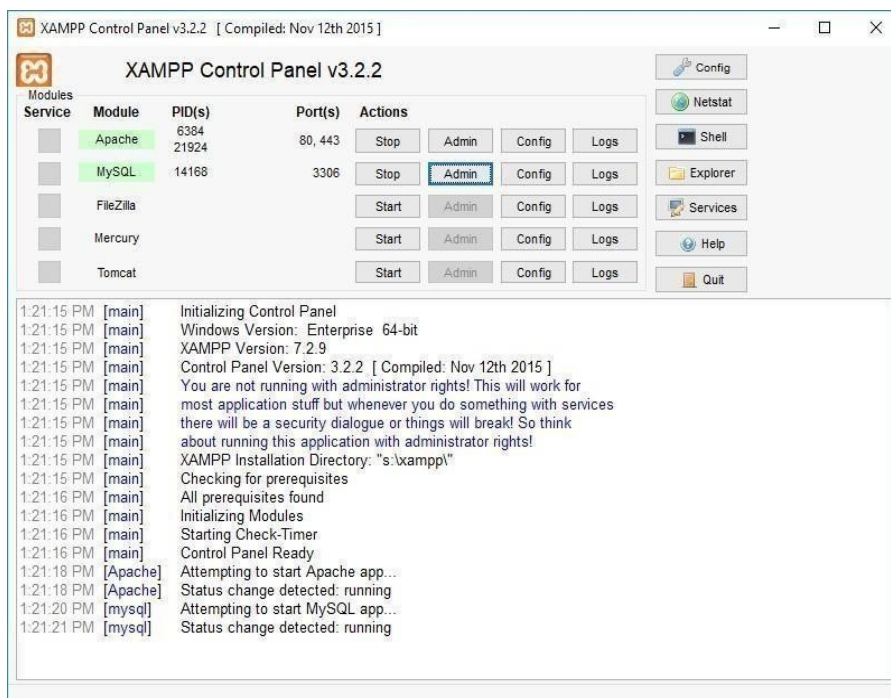 XAMPP Control Panel v3.2.2 [ Compiled: Nov 12th 2015 ]
XAMPP Control Panel v3.2.2
Config
Modules
Service Module PID(s) Port(s) Actions
Netstat
Apache 6384 21924 80, 443 Stop Admin Config Logs
Shell
MySQL 14168 3306 Stop Admin Config Logs
Explorer
FileZilla Start Admin Config Logs
Services
Mercury Start Admin Config Logs
Help
Tomcat Start Admin Config Logs
Quit
1:21:15 PM [main] Initializing Control Panel
1:21:15 PM [main] Windows Version: Enterprise 64-bit
1:21:15 PM [main] XAMPP Version: 7.2.9
1:21:15 PM [main] Control Panel Version: 3.2.2 [ Compiled: Nov 12th 2015 ]
1:21:15 PM [main] You are not running with administrator rights! This will work for
1:21:15 PM [main] most application stuff but whenever you do something with services
1:21:15 PM [main] there will be a security dialogue or things will break! So think
1:21:15 PM [main] about running this application with administrator rights!
1:21:15 PM [main] XAMPP Installation Directory: "s:\xampp\"
1:21:15 PM [main] Checking for prerequisites
1:21:16 PM [main] All prerequisites found
1:21:16 PM [main] Initializing Modules
1:21:16 PM [main] Starting Check-Timer
1:21:16 PM [main] Control Panel Ready
1:21:18 PM [Apache] Attempting to start Apache app...
1:21:18 PM [Apache] Status change detected: running
1:21:20 PM [mysql] Attempting to start MySQL app...
1:21:21 PM [mysql] Status change detected: running